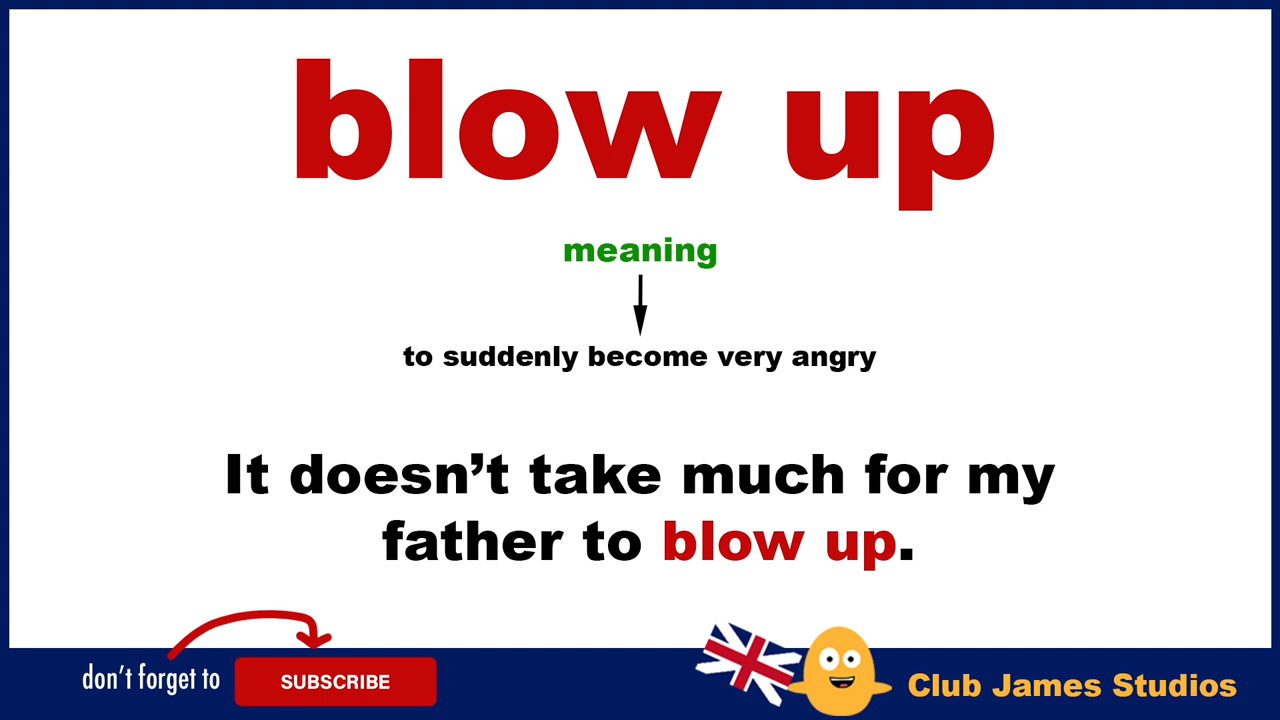 blow up
meaning
to suddenly become very angry
It doesn’t take much for my
father to blow up.
don’t forget to
SUBSCRIBE
Club James Studios